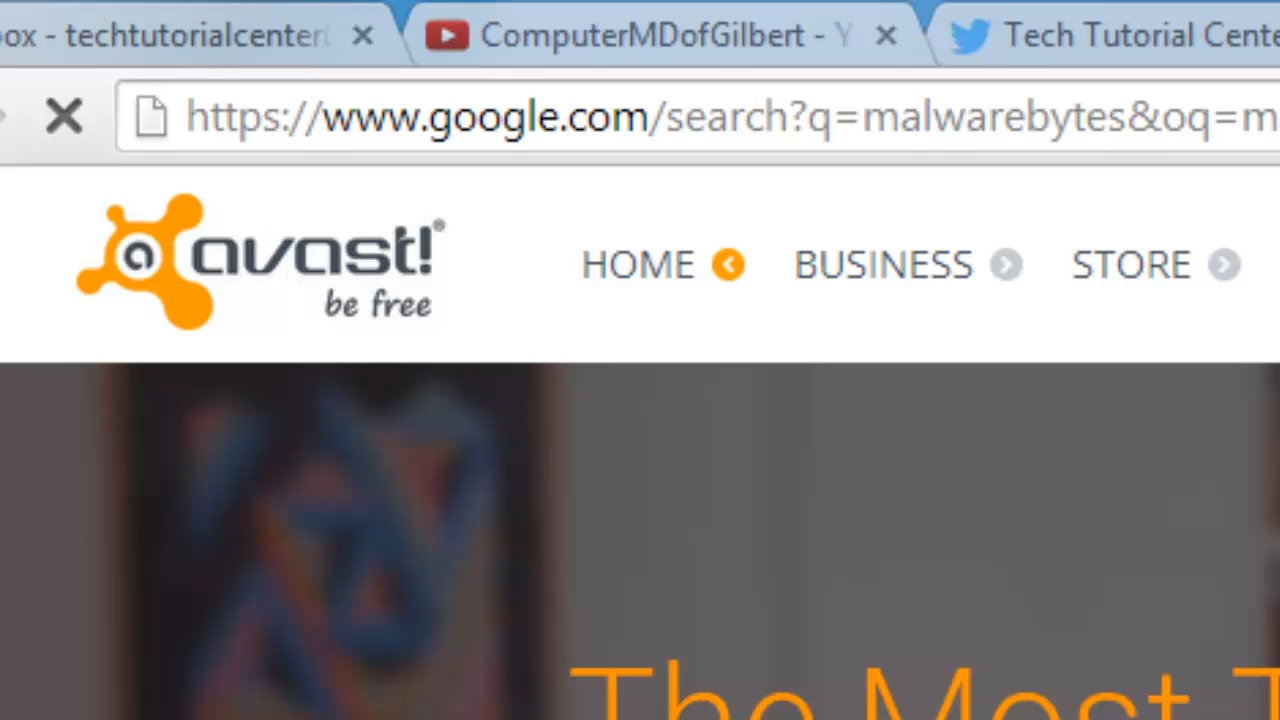 ox - techtutorialcenter
ComputerMDofGilbert - Y
Tech Tutorial Cente
https://www.google.com/search?q=malwarebytes&oq=m
avast!®
be free
HOME
BUSINESS
STORE
The Most T